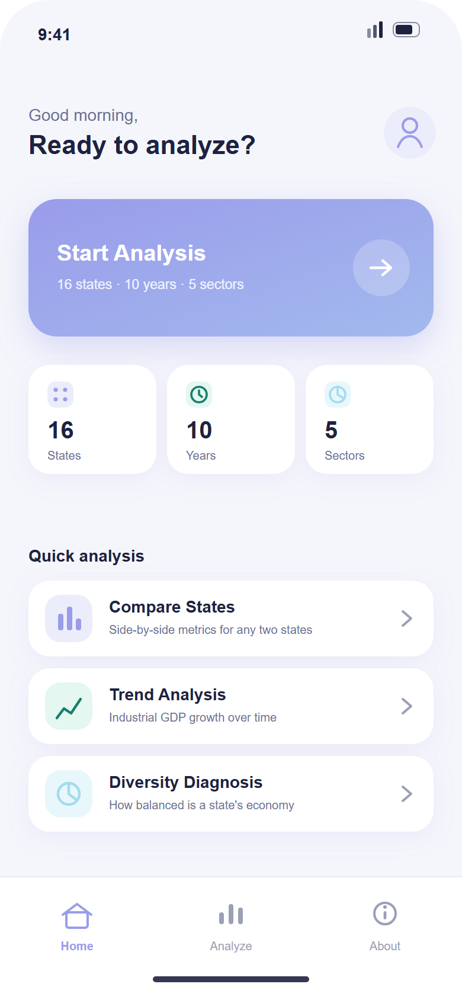 9:41
Good morning,
Ready to analyze?
Start Analysis
16 states · 10 years · 5 sectors
16
States
10
Years
5
Sectors
Quick analysis
Compare States
Side-by-side metrics for any two states
Trend Analysis
Industrial GDP growth over time
Diversity Diagnosis
How balanced is a state's economy
Home
Analyze
About